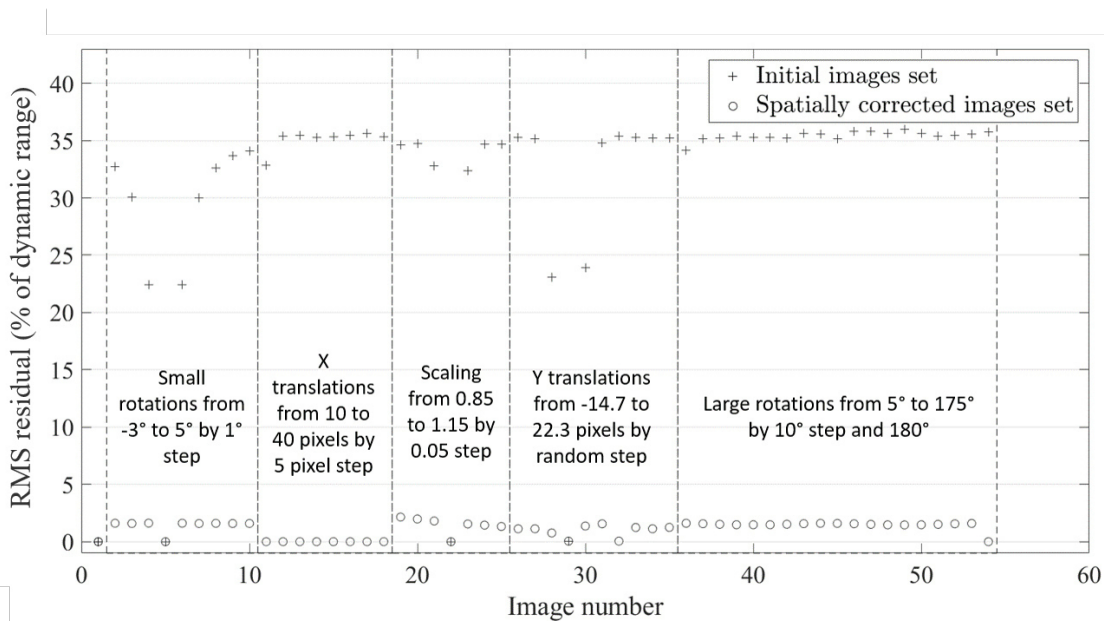 Initial images set
Spatially corrected images set
RMS residual (% of dynamic range)
40
35
30
25
20
15
10
5
0
Small
rotations from
-3° to 5° by 1°
step
X
translations
from 10 to
40 pixels by
5 pixel step
Scaling
from 0.85
to 1.15 by
0.05 step
Y translations
from -14.7 to
22.3 pixels by
random step
Large rotations from 5° to 175°
by 10° step and 180°
0
10
20
30
40
50
60
Image number